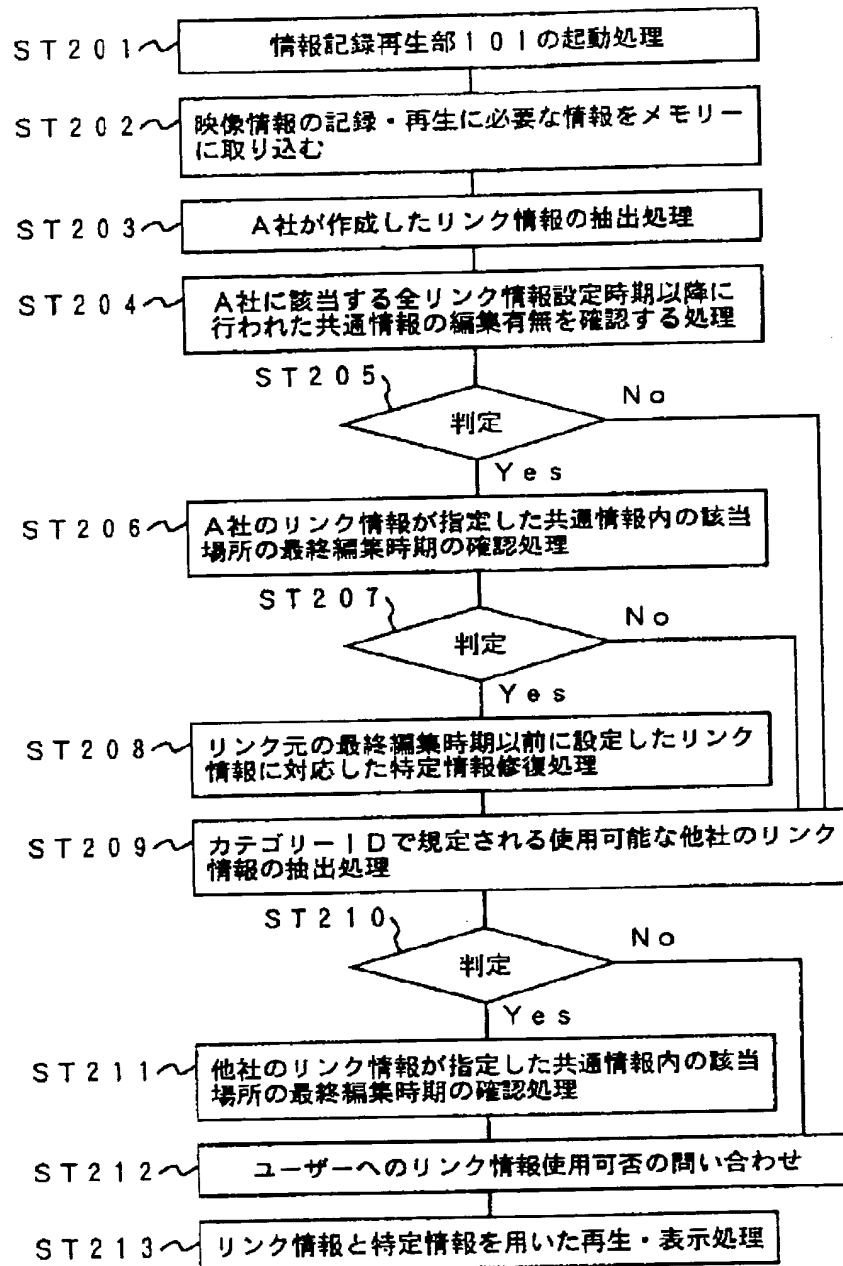 ST201
情報記録再生部101の起動処理
ST202
映像情報の記録・再生に必要な情報をメモリー
に取り込む
ST203
A社が作成したリンク情報の抽出処理
ST204
A社に該当する全リンク情報設定時期以降に
行われた共通情報の編集有無を確認する処理
ST205
判定
No
Yes
ST206
A社のリンク情報が指定した共通情報内の該当
場所の最終編集時期の確認処理
ST207
判定
No
Yes
ST208
リンク元の最終編集時期以前に設定したリンク
情報に対応した特定情報修復処理
ST209
カテゴリーIDで規定される使用可能な他社のリンク
情報の抽出処理
ST210
判定
No
Yes
ST211
他社のリンク情報が指定した共通情報内の該当
場所の最終編集時期の確認処理
ST212
ユーザーへのリンク情報使用可否の問い合わせ
ST213
リンク情報と特定情報を用いた再生・表示処理